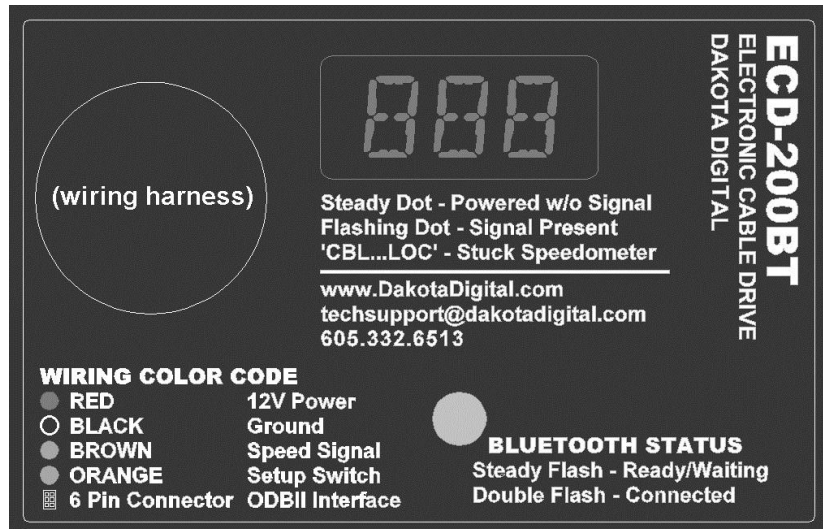 (wiring harness)
Steady Dot - Powered w/o Signal
Flashing Dot - Signal Present
'CBL...LOC' - Stuck Speedometer
www.DakotaDigital.com
techsupport@dakotadigital.com
605.332.6513
ECD-200BT
ELECTRONIC CABLE DRIVE
DAKOTA DIGITAL
WIRING COLOR CODE
RED 12V Power
BLACK Ground
BROWN Speed Signal
ORANGE Setup Switch
6 Pin Connector ODBII Interface
BLUETOOTH STATUS
Steady Flash - Ready/Waiting
Double Flash - Connected